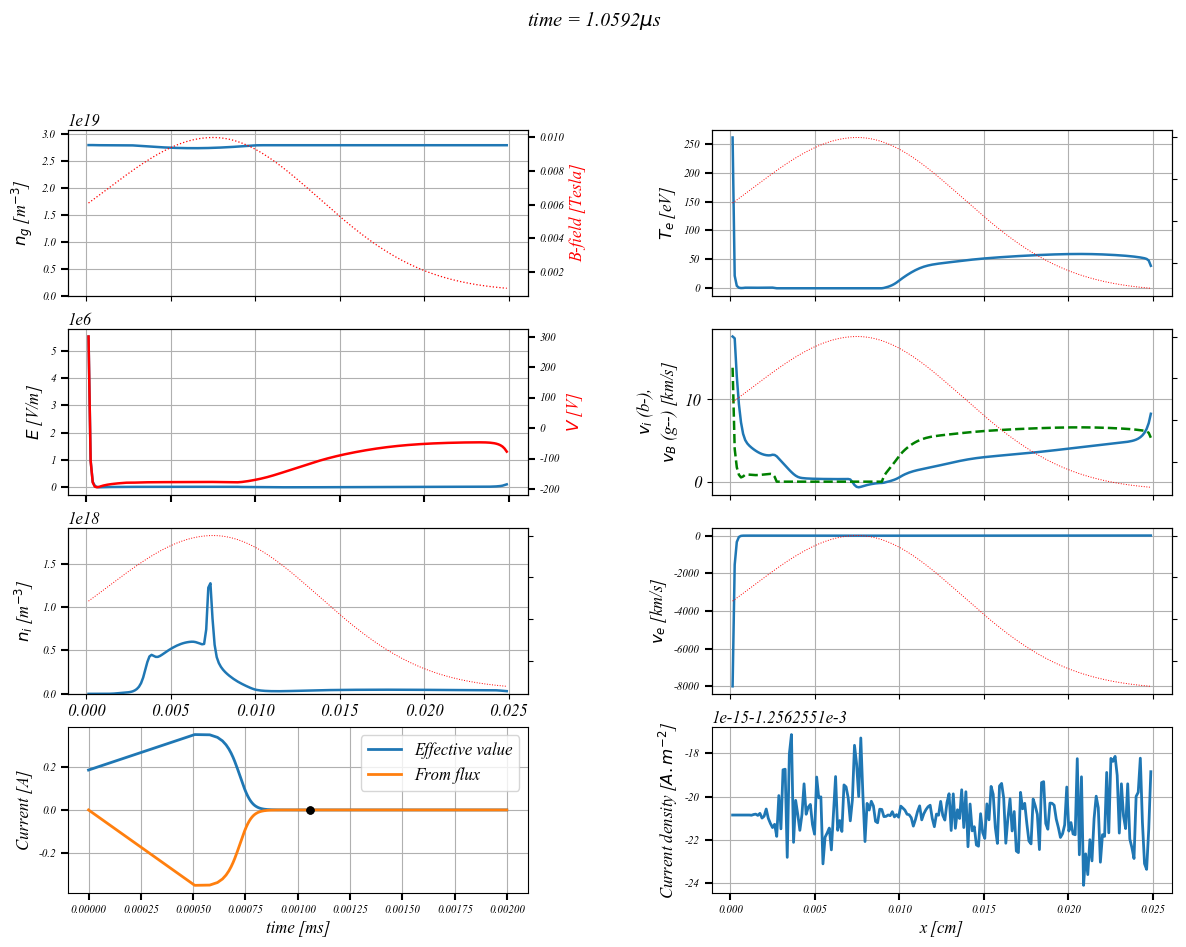 time = 1.0592μs
1e19
3.0
2.5
2.0
1.5
1.0
0.5
0.0
n_g [m⁻³]
0.010
0.008
0.006
0.004
0.002
B-field [Tesla]
250
200
150
100
50
0
T_e [eV]
1e6
5
4
3
2
1
0
E [V/m]
300
200
100
0
-100
-200
V [V]
10
0
v_i (b-),
v_B (g--) [km/s]
1e18
1.5
1.0
0.5
0.0
n_i [m⁻³]
0.000 0.005 0.010 0.015 0.020 0.025
0
-2000
-4000
-6000
-8000
v_e [km/s]
0.2
0.0
-0.2
Current [A]
Effective value
From flux
0.00000 0.00025 0.00050 0.00075 0.00100 0.00125 0.00150 0.00175 0.00200
time [ms]
1e-15-1.2562551e-3
-18
-20
-22
-24
Current density [A.m⁻²]
0.000 0.005 0.010 0.015 0.020 0.025
x [cm]